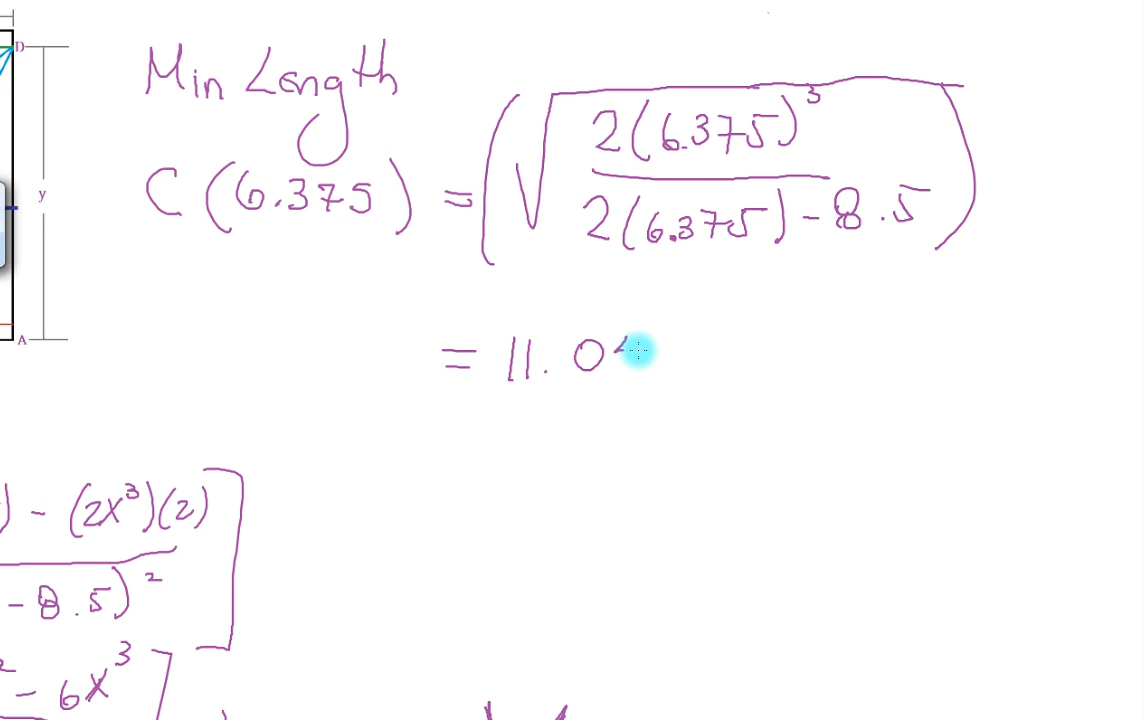 D
Min Length
C(6.375) = (√(2(6.375)³ / 2(6.375) - 8.5))
y
= 11.0
A
) - (2x³)(2)]
- 8.5)²
² - 6x³]